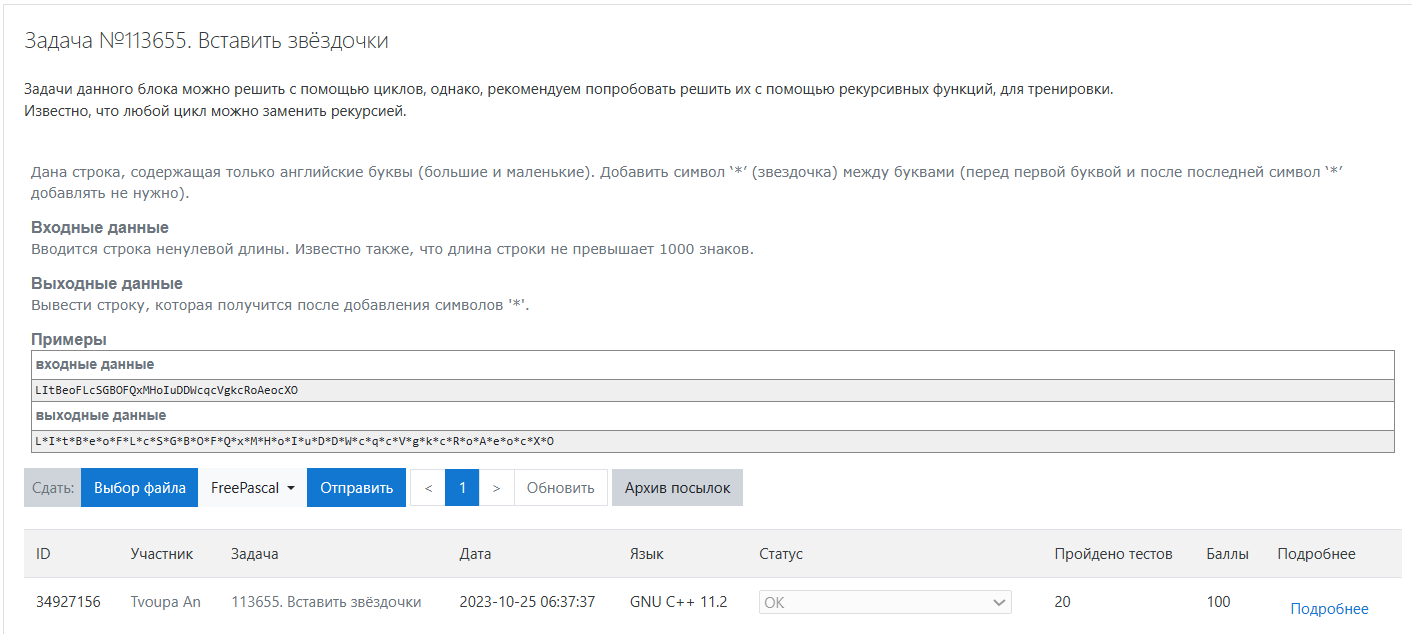 Задача №113655. Вставить звёздочки
Задачи данного блока можно решить с помощью циклов, однако, рекомендуем попробовать решить их с помощью рекурсивных функций, для тренировки.
Известно, что любой цикл можно заменить рекурсией.
Дана строка, содержащая только английские буквы (большие и маленькие). Добавить символ ‘*’ (звездочка) между буквами (перед первой буквой и после последней символ ‘*’
добавлять не нужно).
Входные данные
Вводится строка ненулевой длины. Известно также, что длина строки не превышает 1000 знаков.
Выходные данные
Вывести строку, которая получится после добавления символов '*'.
Примеры
входные данные
LItBeoFLcSGBOFQxMHoIuDDWcqcVgkcRoAeocXO
выходные данные
L*I*t*B*e*o*F*L*c*S*G*B*O*F*Q*x*M*H*o*I*u*D*D*W*c*q*c*V*g*k*c*R*o*A*e*o*c*X*O
Сдать: Выбор файла FreePascal Отправить < 1 > Обновить Архив посылок
ID Участник Задача Дата Язык Статус Пройдено тестов Баллы Подробнее
34927156 Tvoupa An 113655. Вставить звёздочки 2023-10-25 06:37:37 GNU C++ 11.2 OK 20 100 Подробнее